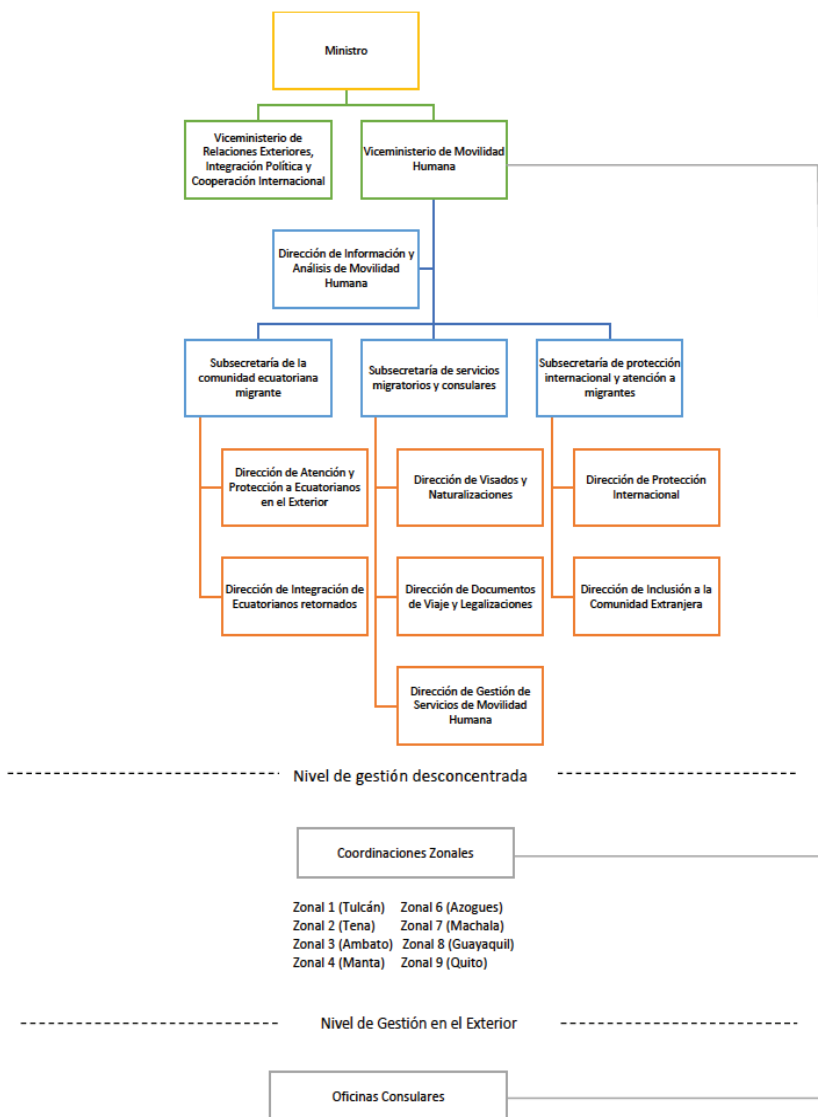 Ministro
Viceministerio de
Relaciones Exteriores,
Integración Política y
Cooperación Internacional
Viceministerio de Movilidad
Humana
Dirección de Información y
Análisis de Movilidad
Humana
Subsecretaría de la
comunidad ecuatoriana
migrante
Subsecretaría de servicios
migratorios y consulares
Subsecretaría de protección
internacional y atención a
migrantes
Dirección de Atención y
Protección a Ecuatorianos
en el Exterior
Dirección de Visados y
Naturalizaciones
Dirección de Protección
Internacional
Dirección de Integración de
Ecuatorianos retornados
Dirección de Documentos
de Viaje y Legalizaciones
Dirección de Inclusión a la
Comunidad Extranjera
Dirección de Gestión de
Servicios de Movilidad
Humana
Nivel de gestión desconcentrada
Coordinaciones Zonales
Zonal 1 (Tulcán) Zonal 6 (Azogues)
Zonal 2 (Tena) Zonal 7 (Machala)
Zonal 3 (Ambato) Zonal 8 (Guayaquil)
Zonal 4 (Manta) Zonal 9 (Quito)
Nivel de Gestión en el Exterior
Oficinas Consulares